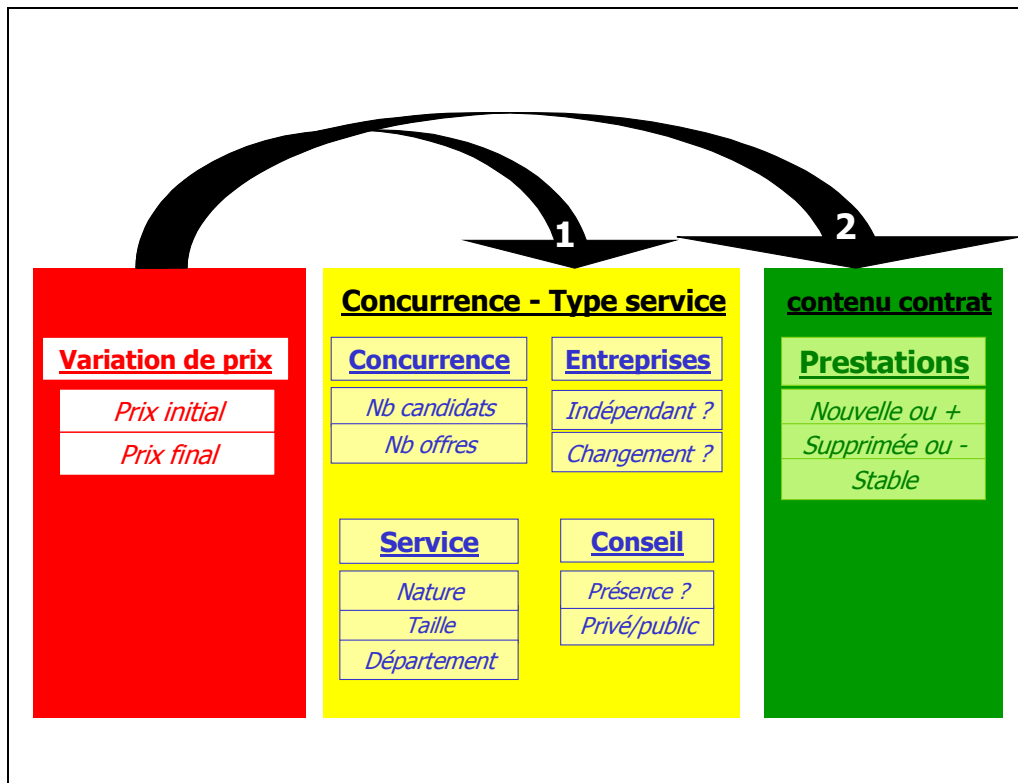 1
2
Variation de prix
Prix initial
Prix final
Concurrence - Type service
Concurrence
Nb candidats
Nb offres
Entreprises
Indépendant ?
Changement ?
Service
Nature
Taille
Département
Conseil
Présence ?
Privé/public
contenu contrat
Prestations
Nouvelle ou +
Supprimée ou -
Stable